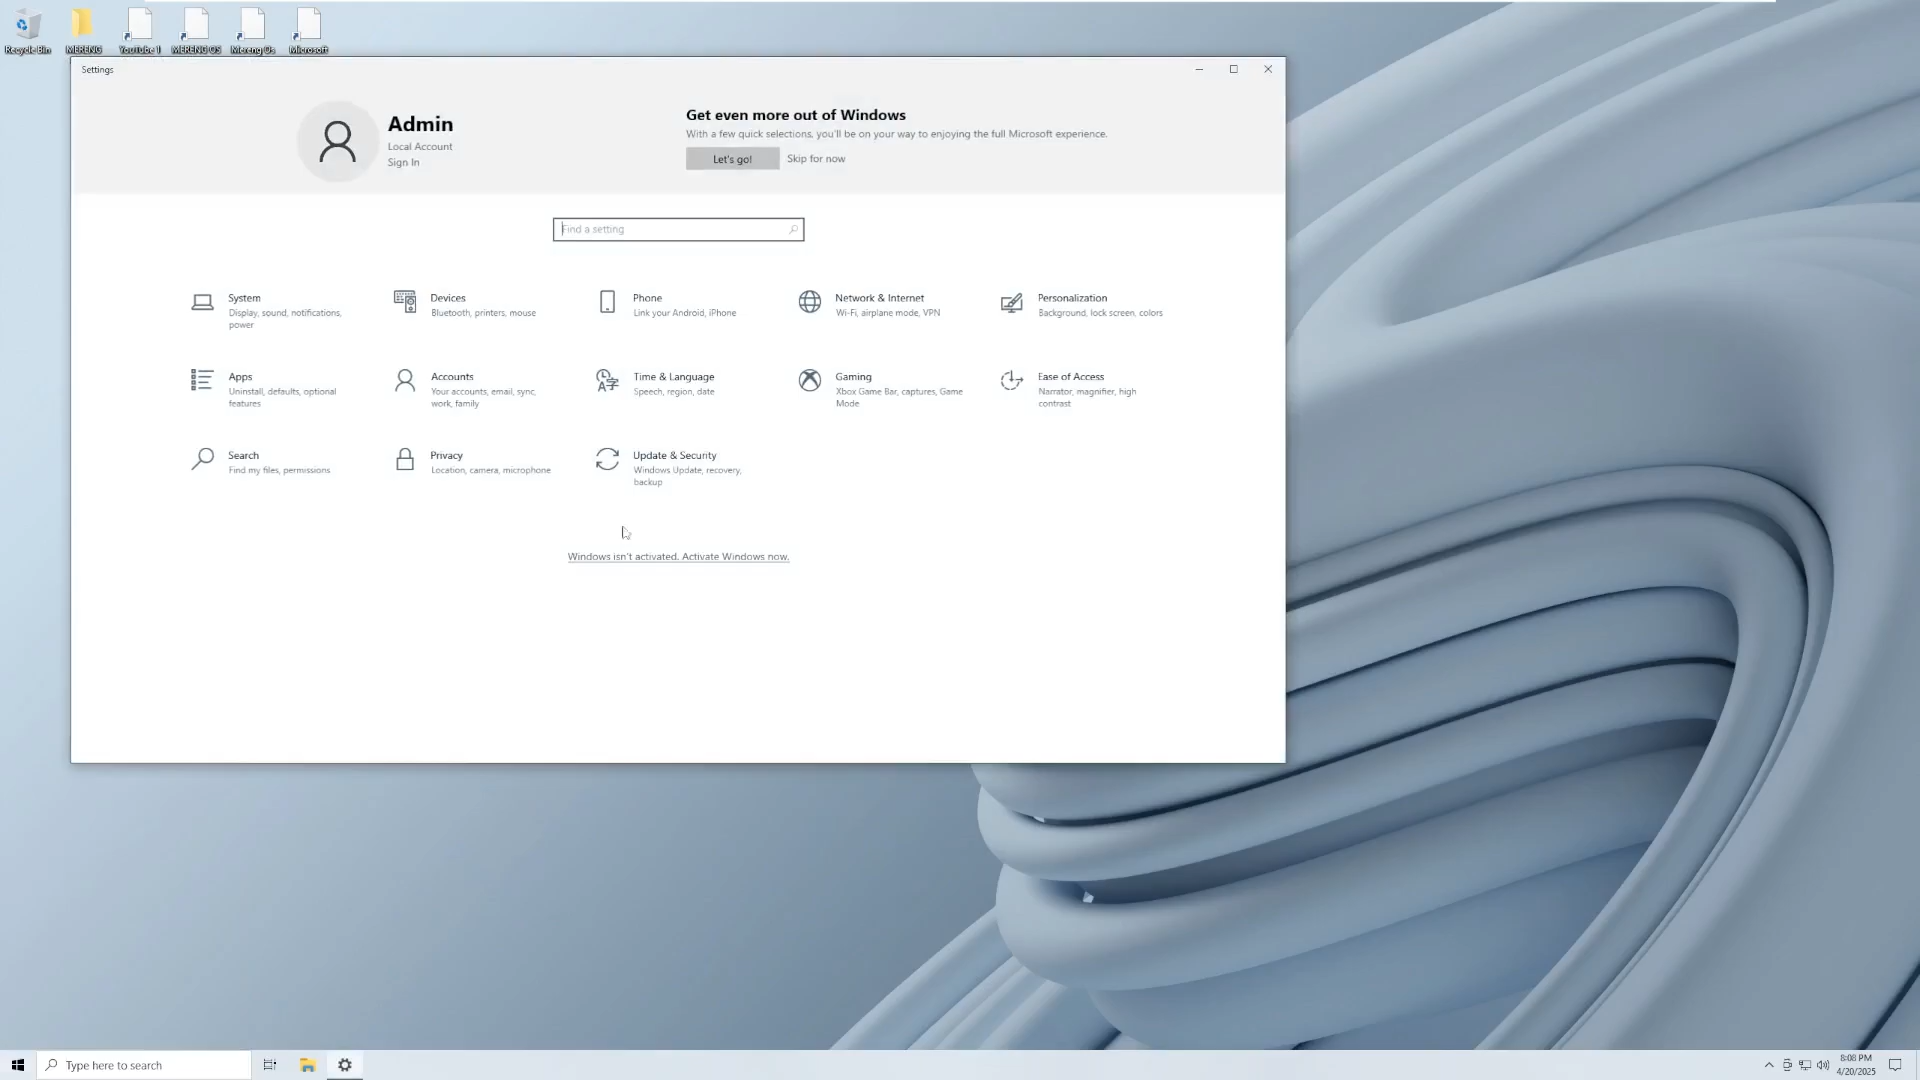 Recycle Bin
MERENG
YouTube 1
MERENG OS
Mereng Os
Microsoft
Settings
Admin
Local Account
Sign In
Get even more out of Windows
With a few quick selections, you'll be on your way to enjoying the full Microsoft experience.
Let's go!
Skip for now
Find a setting
System
Display, sound, notifications,
power
Devices
Bluetooth, printers, mouse
Phone
Link your Android, iPhone
Network & Internet
Wi-Fi, airplane mode, VPN
Personalization
Background, lock screen, colors
Apps
Uninstall, defaults, optional
features
Accounts
Your accounts, email, sync,
work, family
Time & Language
Speech, region, date
Gaming
Xbox Game Bar, captures, Game
Mode
Ease of Access
Narrator, magnifier, high
contrast
Search
Find my files, permissions
Privacy
Location, camera, microphone
Update & Security
Windows Update, recovery,
backup
Windows isn't activated. Activate Windows now.
Type here to search
8:08 PM
4/20/2025